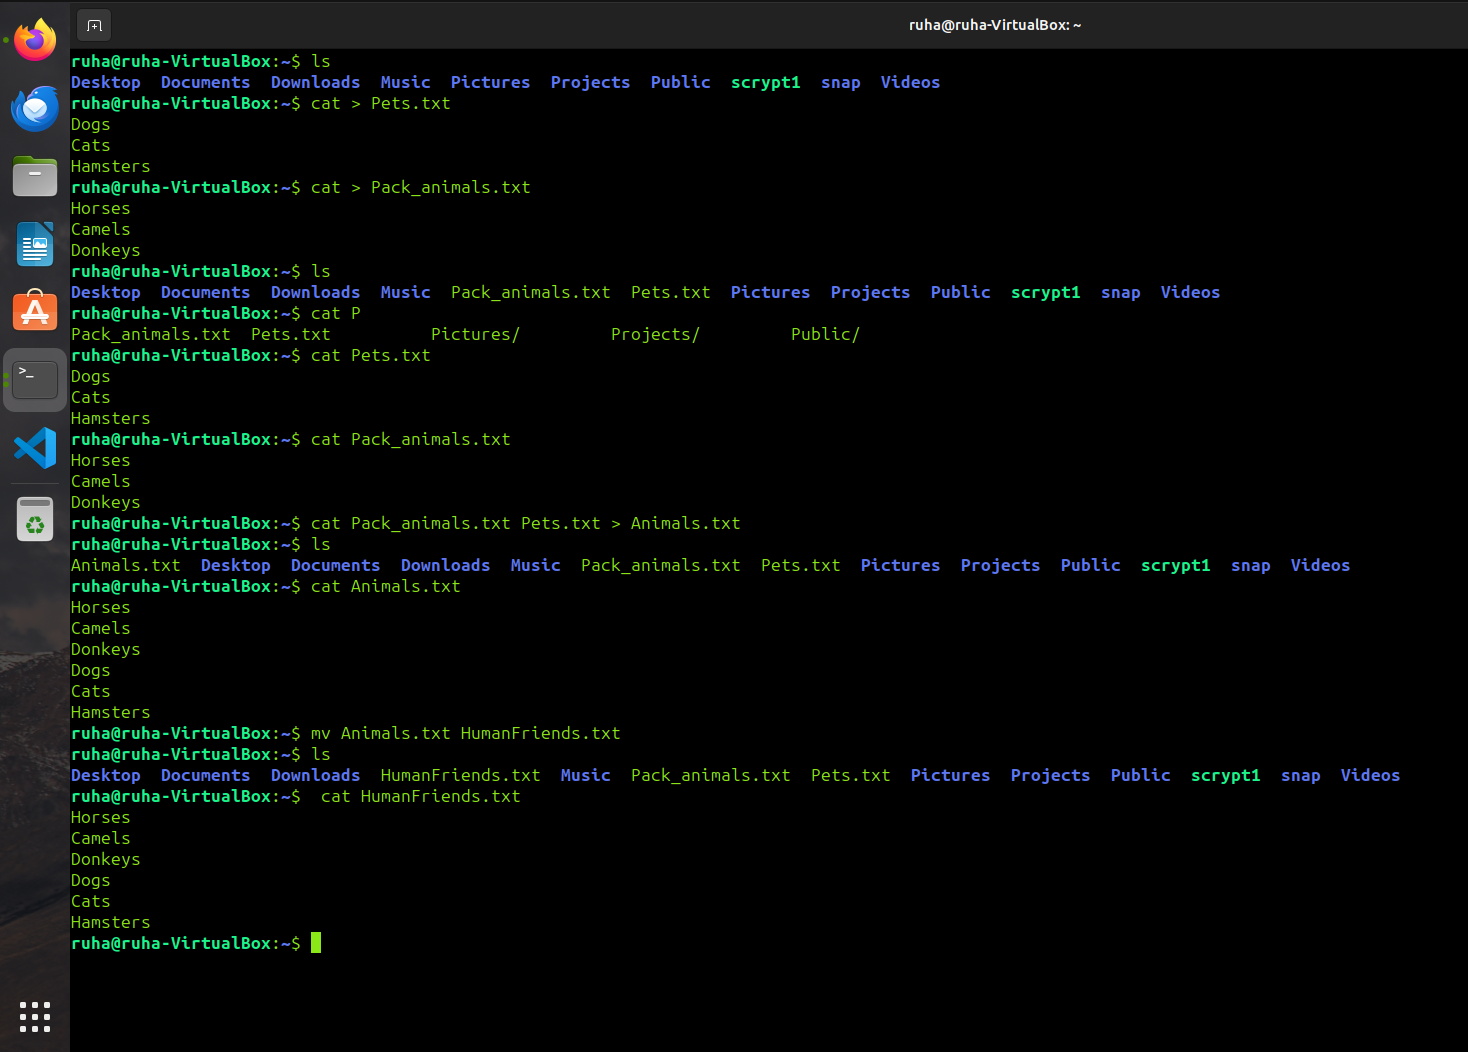 ruha@ruha-VirtualBox: ~
ruha@ruha-VirtualBox:~$ ls
Desktop  Documents  Downloads  Music  Pictures  Projects  Public  scrypt1  snap  Videos
ruha@ruha-VirtualBox:~$ cat > Pets.txt
Dogs
Cats
Hamsters
ruha@ruha-VirtualBox:~$ cat > Pack_animals.txt
Horses
Camels
Donkeys
ruha@ruha-VirtualBox:~$ ls
Desktop  Documents  Downloads  Music  Pack_animals.txt  Pets.txt  Pictures  Projects  Public  scrypt1  snap  Videos
ruha@ruha-VirtualBox:~$ cat P
Pack_animals.txt  Pets.txt          Pictures/         Projects/         Public/
ruha@ruha-VirtualBox:~$ cat Pets.txt
Dogs
Cats
Hamsters
ruha@ruha-VirtualBox:~$ cat Pack_animals.txt
Horses
Camels
Donkeys
ruha@ruha-VirtualBox:~$ cat Pack_animals.txt Pets.txt > Animals.txt
ruha@ruha-VirtualBox:~$ ls
Animals.txt  Desktop  Documents  Downloads  Music  Pack_animals.txt  Pets.txt  Pictures  Projects  Public  scrypt1  snap  Videos
ruha@ruha-VirtualBox:~$ cat Animals.txt
Horses
Camels
Donkeys
Dogs
Cats
Hamsters
ruha@ruha-VirtualBox:~$ mv Animals.txt HumanFriends.txt
ruha@ruha-VirtualBox:~$ ls
Desktop  Documents  Downloads  HumanFriends.txt  Music  Pack_animals.txt  Pets.txt  Pictures  Projects  Public  scrypt1  snap  Videos
ruha@ruha-VirtualBox:~$  cat HumanFriends.txt
Horses
Camels
Donkeys
Dogs
Cats
Hamsters
ruha@ruha-VirtualBox:~$